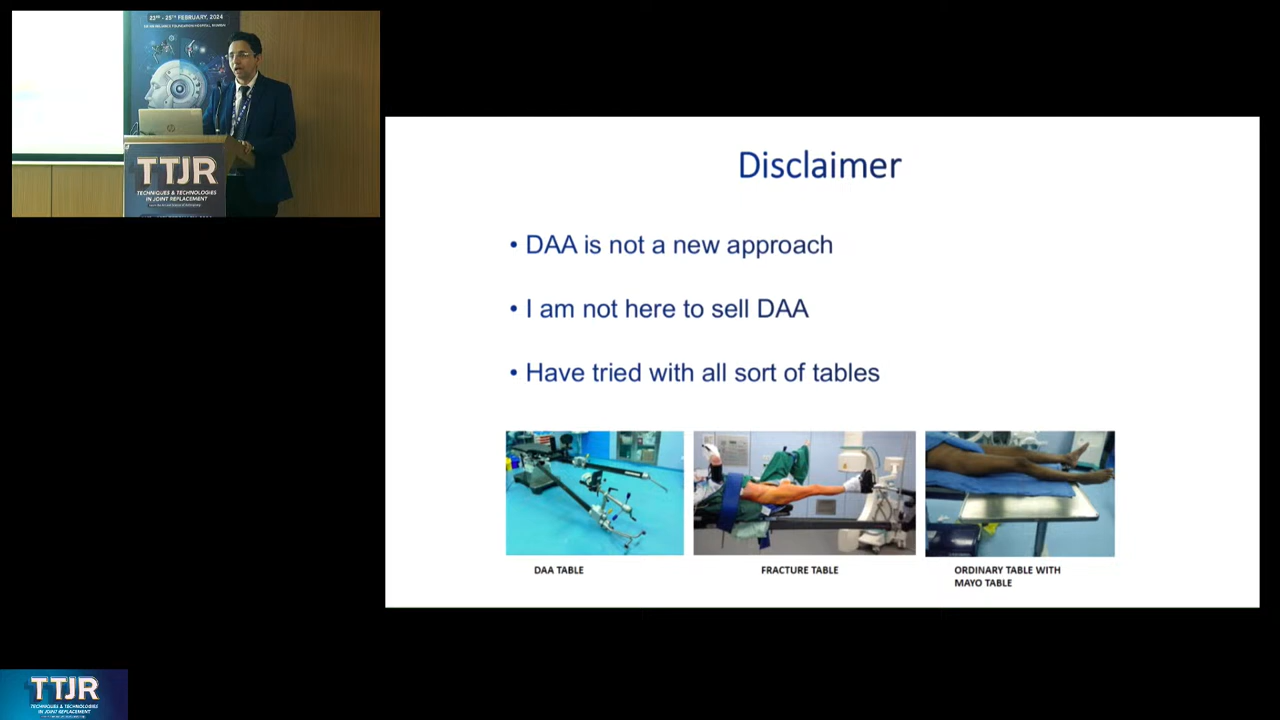 23RD - 25TH FEBRUARY, 2024
TTJR
TECHNIQUES & TECHNOLOGIES
IN JOINT REPLACEMENT
Disclaimer
• DAA is not a new approach
• I am not here to sell DAA
• Have tried with all sort of tables
DAA TABLE
FRACTURE TABLE
ORDINARY TABLE WITH
MAYO TABLE
TTJR
TECHNIQUES & TECHNOLOGIES
IN JOINT REPLACEMENT